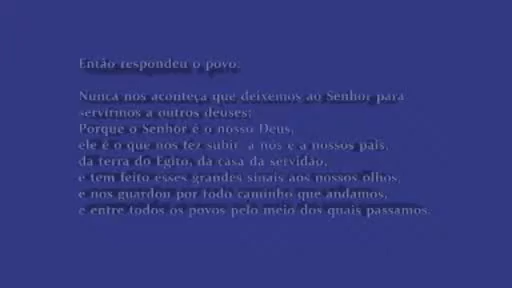 Então respondeu o povo:
Nunca nos aconteça que deixemos ao Senhor para
servirmos a outros deuses;
Porque o Senhor é o nosso Deus,
ele é o que nos fez subir a nós e a nossos pais,
da terra do Egito, da casa da servidão,
e tem feito esses grandes sinais aos nossos olhos,
e nos guardou por todo caminho que andamos,
e entre todos os povos pelo meio dos quais passamos.